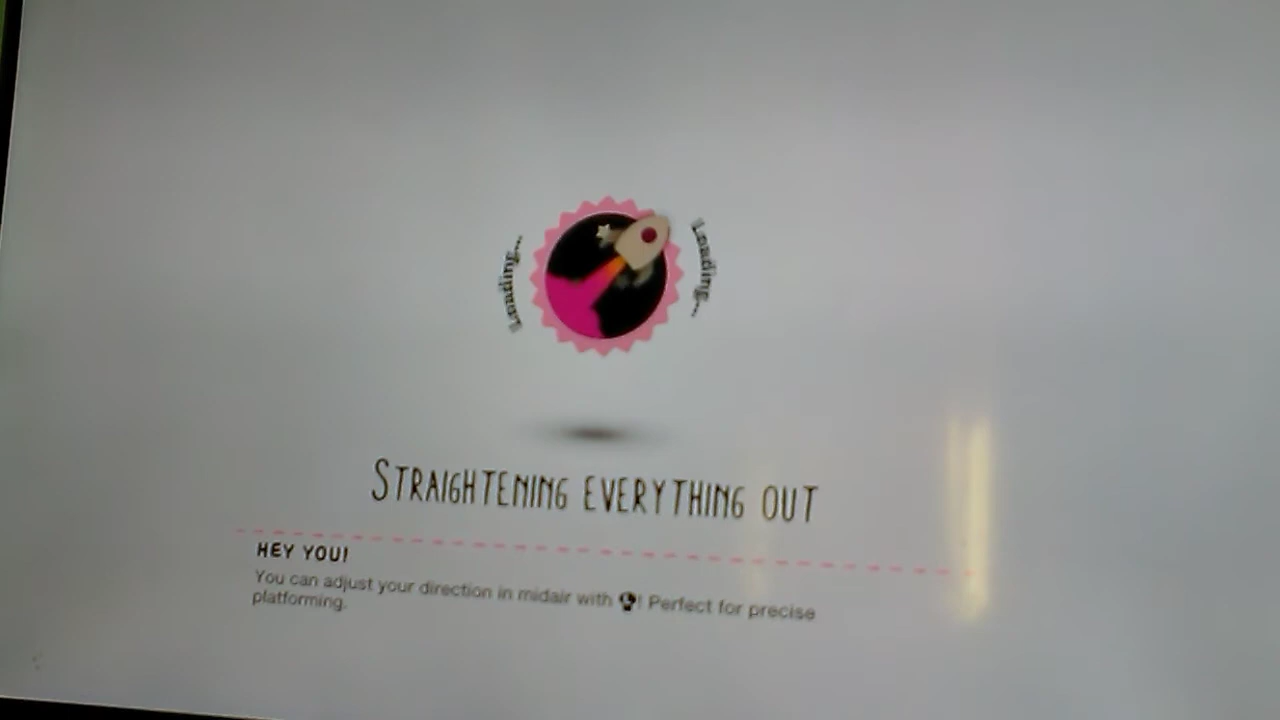 Loading...
Loading...
STRAIGHTENING EVERYTHING OUT
HEY YOU!
You can adjust your direction in midair with ! Perfect for precise
platforming.